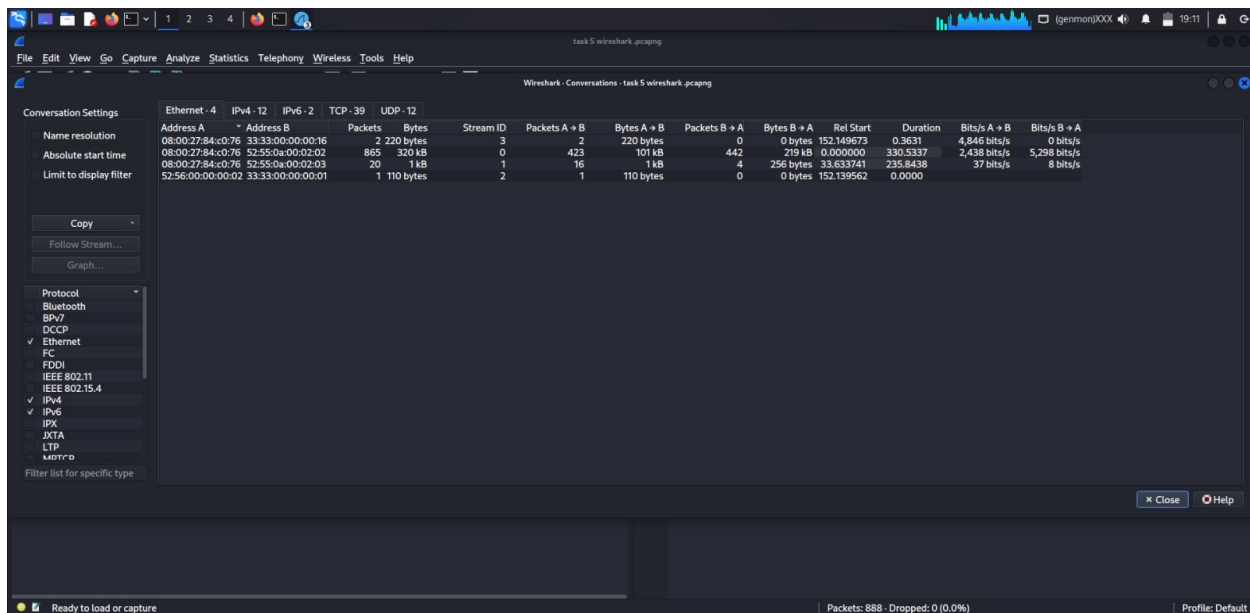 1 2 3 4 (genmon)XXX 19:11
task 5 wireshark .pcapng
File Edit View Go Capture Analyze Statistics Telephony Wireless Tools Help
Wireshark · Conversations · task 5 wireshark .pcapng
Conversation Settings
Name resolution
Absolute start time
Limit to display filter
Copy
Follow Stream...
Graph...
Protocol
Bluetooth
BPv7
DCCP
Ethernet
FC
FDDI
IEEE 802.11
IEEE 802.15.4
IPv4
IPv6
IPX
JXTA
LTP
MPTCP
Filter list for specific type
Ethernet · 4 IPv4 · 12 IPv6 · 2 TCP · 39 UDP · 12
Address A Address B Packets Bytes Stream ID Packets A → B Bytes A → B Packets B → A Bytes B → A Rel Start Duration Bits/s A → B Bits/s B → A
08:00:27:84:c0:76 33:33:00:00:00:16 2 220 bytes 3 2 220 bytes 0 0 bytes 152.149673 0.3631 4,846 bits/s 0 bits/s
08:00:27:84:c0:76 52:55:0a:00:02:02 865 320 kB 0 423 101 kB 442 219 kB 0.000000 330.5337 2,438 bits/s 5,298 bits/s
08:00:27:84:c0:76 52:55:0a:00:02:03 20 1 kB 1 16 1 kB 4 256 bytes 33.633741 235.8438 37 bits/s 8 bits/s
52:56:00:00:00:02 33:33:00:00:00:01 1 110 bytes 2 1 110 bytes 0 0 bytes 152.139562 0.0000
Close Help
Ready to load or capture Packets: 888 · Dropped: 0 (0.0%) Profile: Default